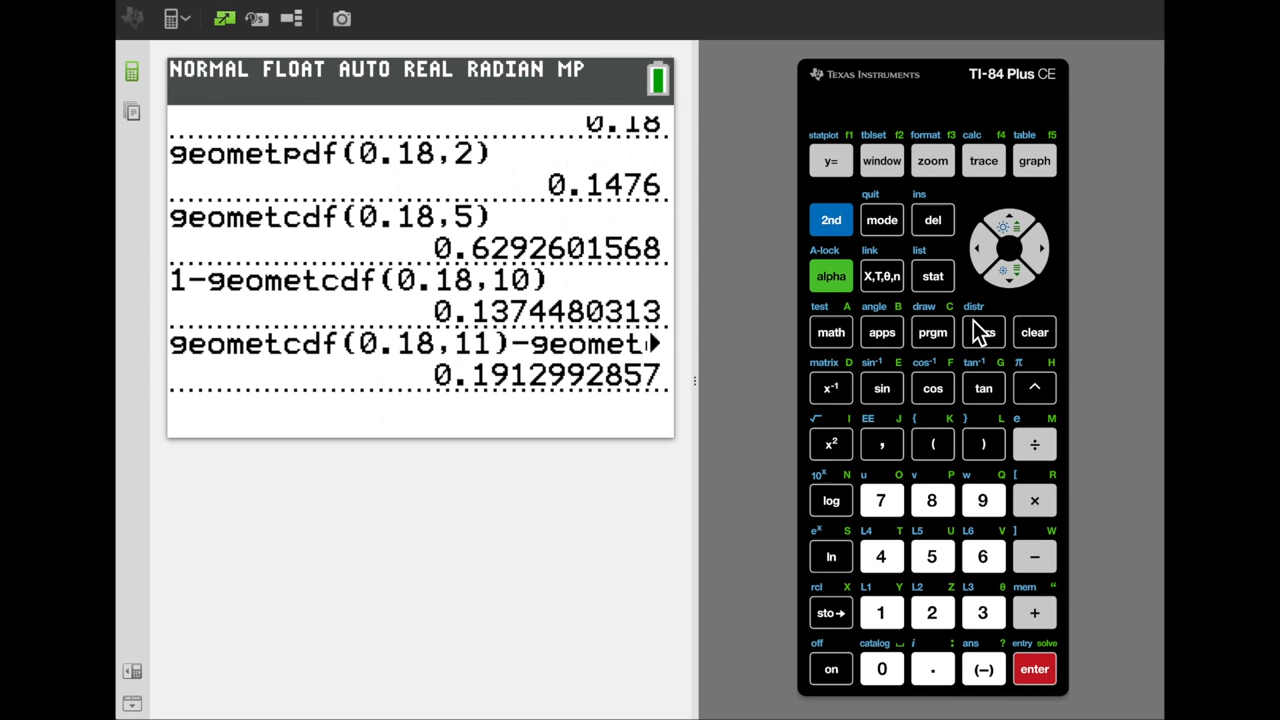 NORMAL FLOAT AUTO REAL RADIAN MP
0.18
geometpdf(0.18,2)
0.1476
geometcdf(0.18,5)
0.6292601568
1-geometcdf(0.18,10)
0.1374480313
geometcdf(0.18,11)-geomet
0.1912992857
TEXAS INSTRUMENTS TI-84 Plus CE
statplot f1 tblset f2 format f3 calc f4 table f5
y= window zoom trace graph
quit ins
2nd mode del
A-lock link list
alpha X,T,θ,n stat
test A angle B draw C distr
math apps prgm clear
matrix D sin⁻¹ E cos⁻¹ F tan⁻¹ G π H
x⁻¹ sin cos tan ^
√ I EE J { K } L e M
x² , ( ) ÷
10ˣ N u O v P w Q [ R
log 7 8 9 ×
eˣ S L4 T L5 U L6 V ] W
ln 4 5 6 −
rcl X L1 Y L2 Z L3 θ mem “
sto→ 1 2 3 +
off catalog ⎵ i : ans ? entry solve
on 0 . (−) enter